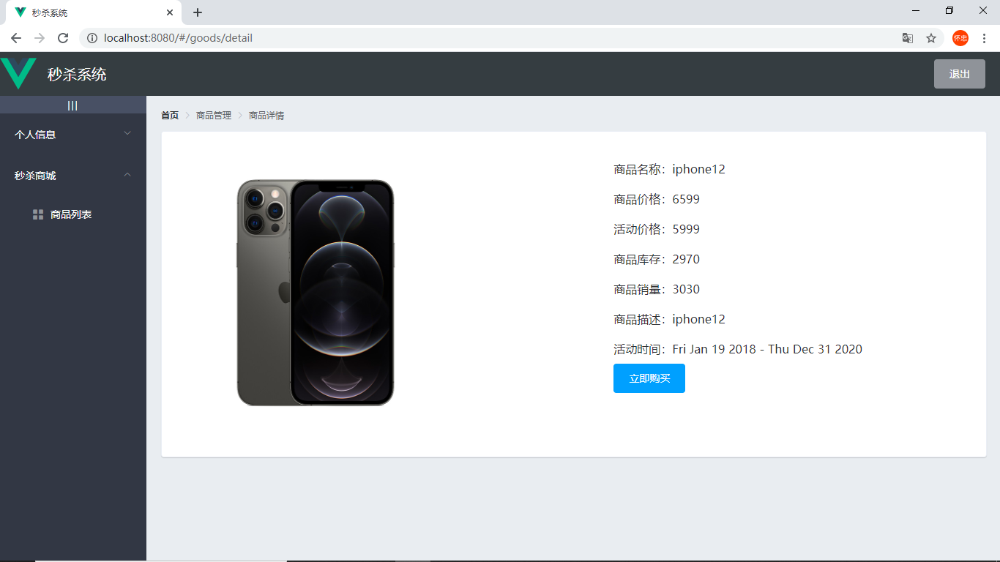 秒杀系统
localhost:8080/#/goods/detail
怀忠
秒杀系统
退出
|||
个人信息
秒杀商城
商品列表
首页 > 商品管理 > 商品详情
商品名称：iphone12
商品价格：6599
活动价格：5999
商品库存：2970
商品销量：3030
商品描述：iphone12
活动时间：Fri Jan 19 2018 - Thu Dec 31 2020
立即购买